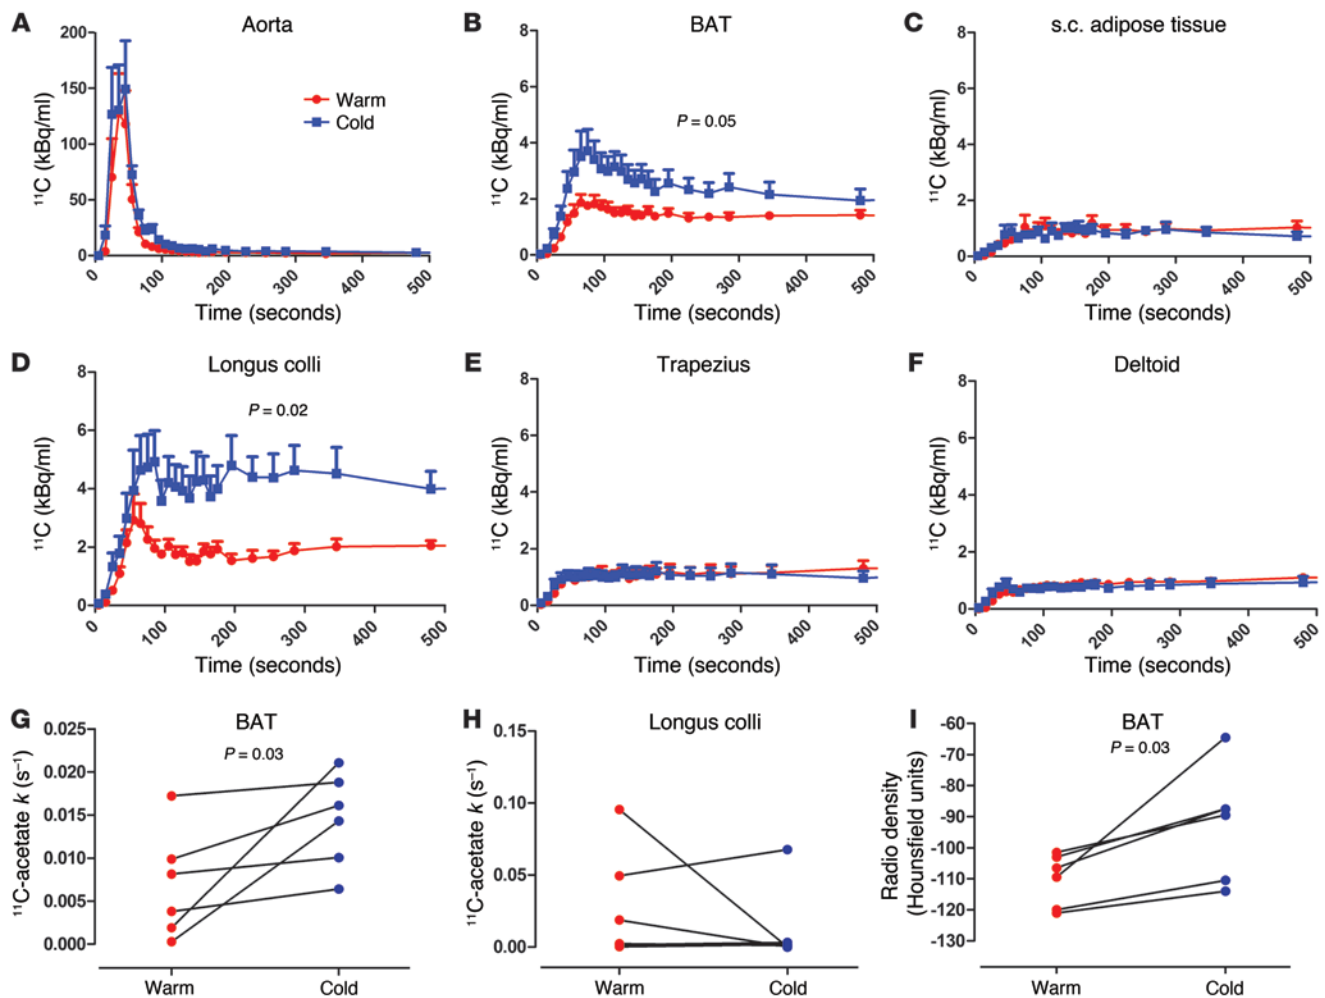 A Aorta
200
150
100
50
0
¹¹C (kBq/ml)
Warm
Cold
0 100 200 300 400 500
Time (seconds)
B BAT
8
6
4
2
0
¹¹C (kBq/ml)
P = 0.05
0 100 200 300 400 500
Time (seconds)
C s.c. adipose tissue
8
6
4
2
0
¹¹C (kBq/ml)
0 100 200 300 400 500
Time (seconds)
D Longus colli
8
6
4
2
0
¹¹C (kBq/ml)
P = 0.02
0 100 200 300 400 500
Time (seconds)
E Trapezius
8
6
4
2
0
¹¹C (kBq/ml)
0 100 200 300 400 500
Time (seconds)
F Deltoid
8
6
4
2
0
¹¹C (kBq/ml)
0 100 200 300 400 500
Time (seconds)
G BAT
P = 0.03
0.025
0.020
0.015
0.010
0.005
0.000
¹¹C-acetate k (s⁻¹)
Warm Cold
H Longus colli
0.15
0.10
0.05
0.00
¹¹C-acetate k (s⁻¹)
Warm Cold
I BAT
P = 0.03
-60
-70
-80
-90
-100
-110
-120
-130
Radio density
(Hounsfield units)
Warm Cold